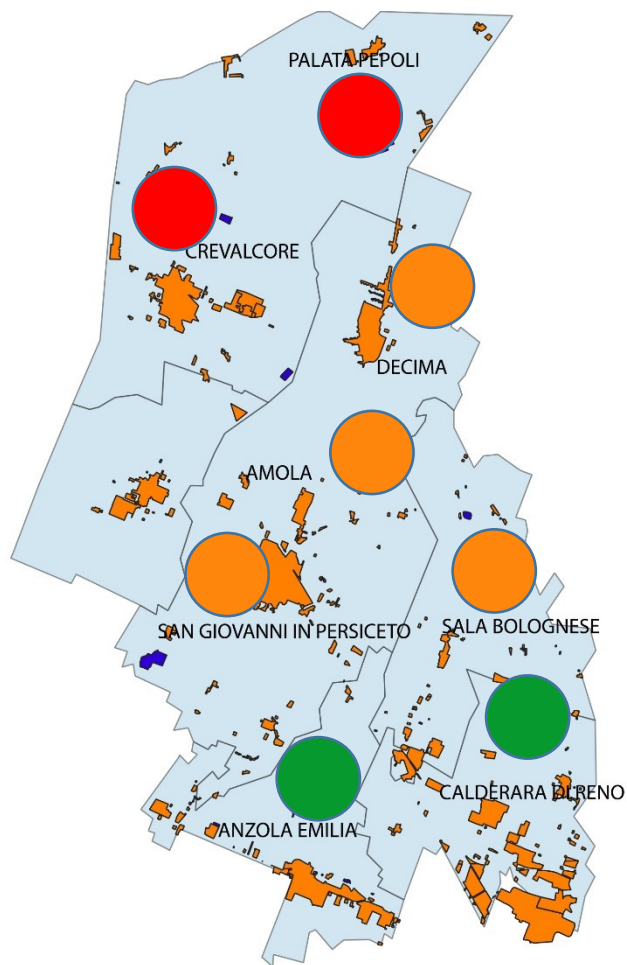 PALATA PEPOLI
CREVALCORE
DECIMA
AMOLA
SAN GIOVANNI IN PERSICETO
SALA BOLOGNESE
CALDERARA DI RENO
ANZOLA EMILIA